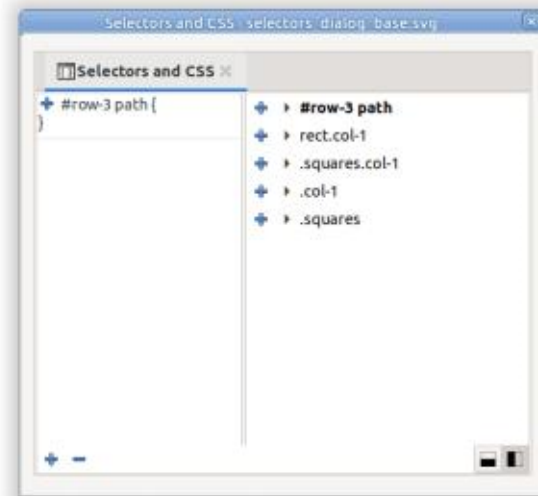 Selectors and CSS - selectors_dialog_base.svg
Selectors and CSS
#row-3 path {
}
#row-3 path
rect.col-1
.squares.col-1
.col-1
.squares